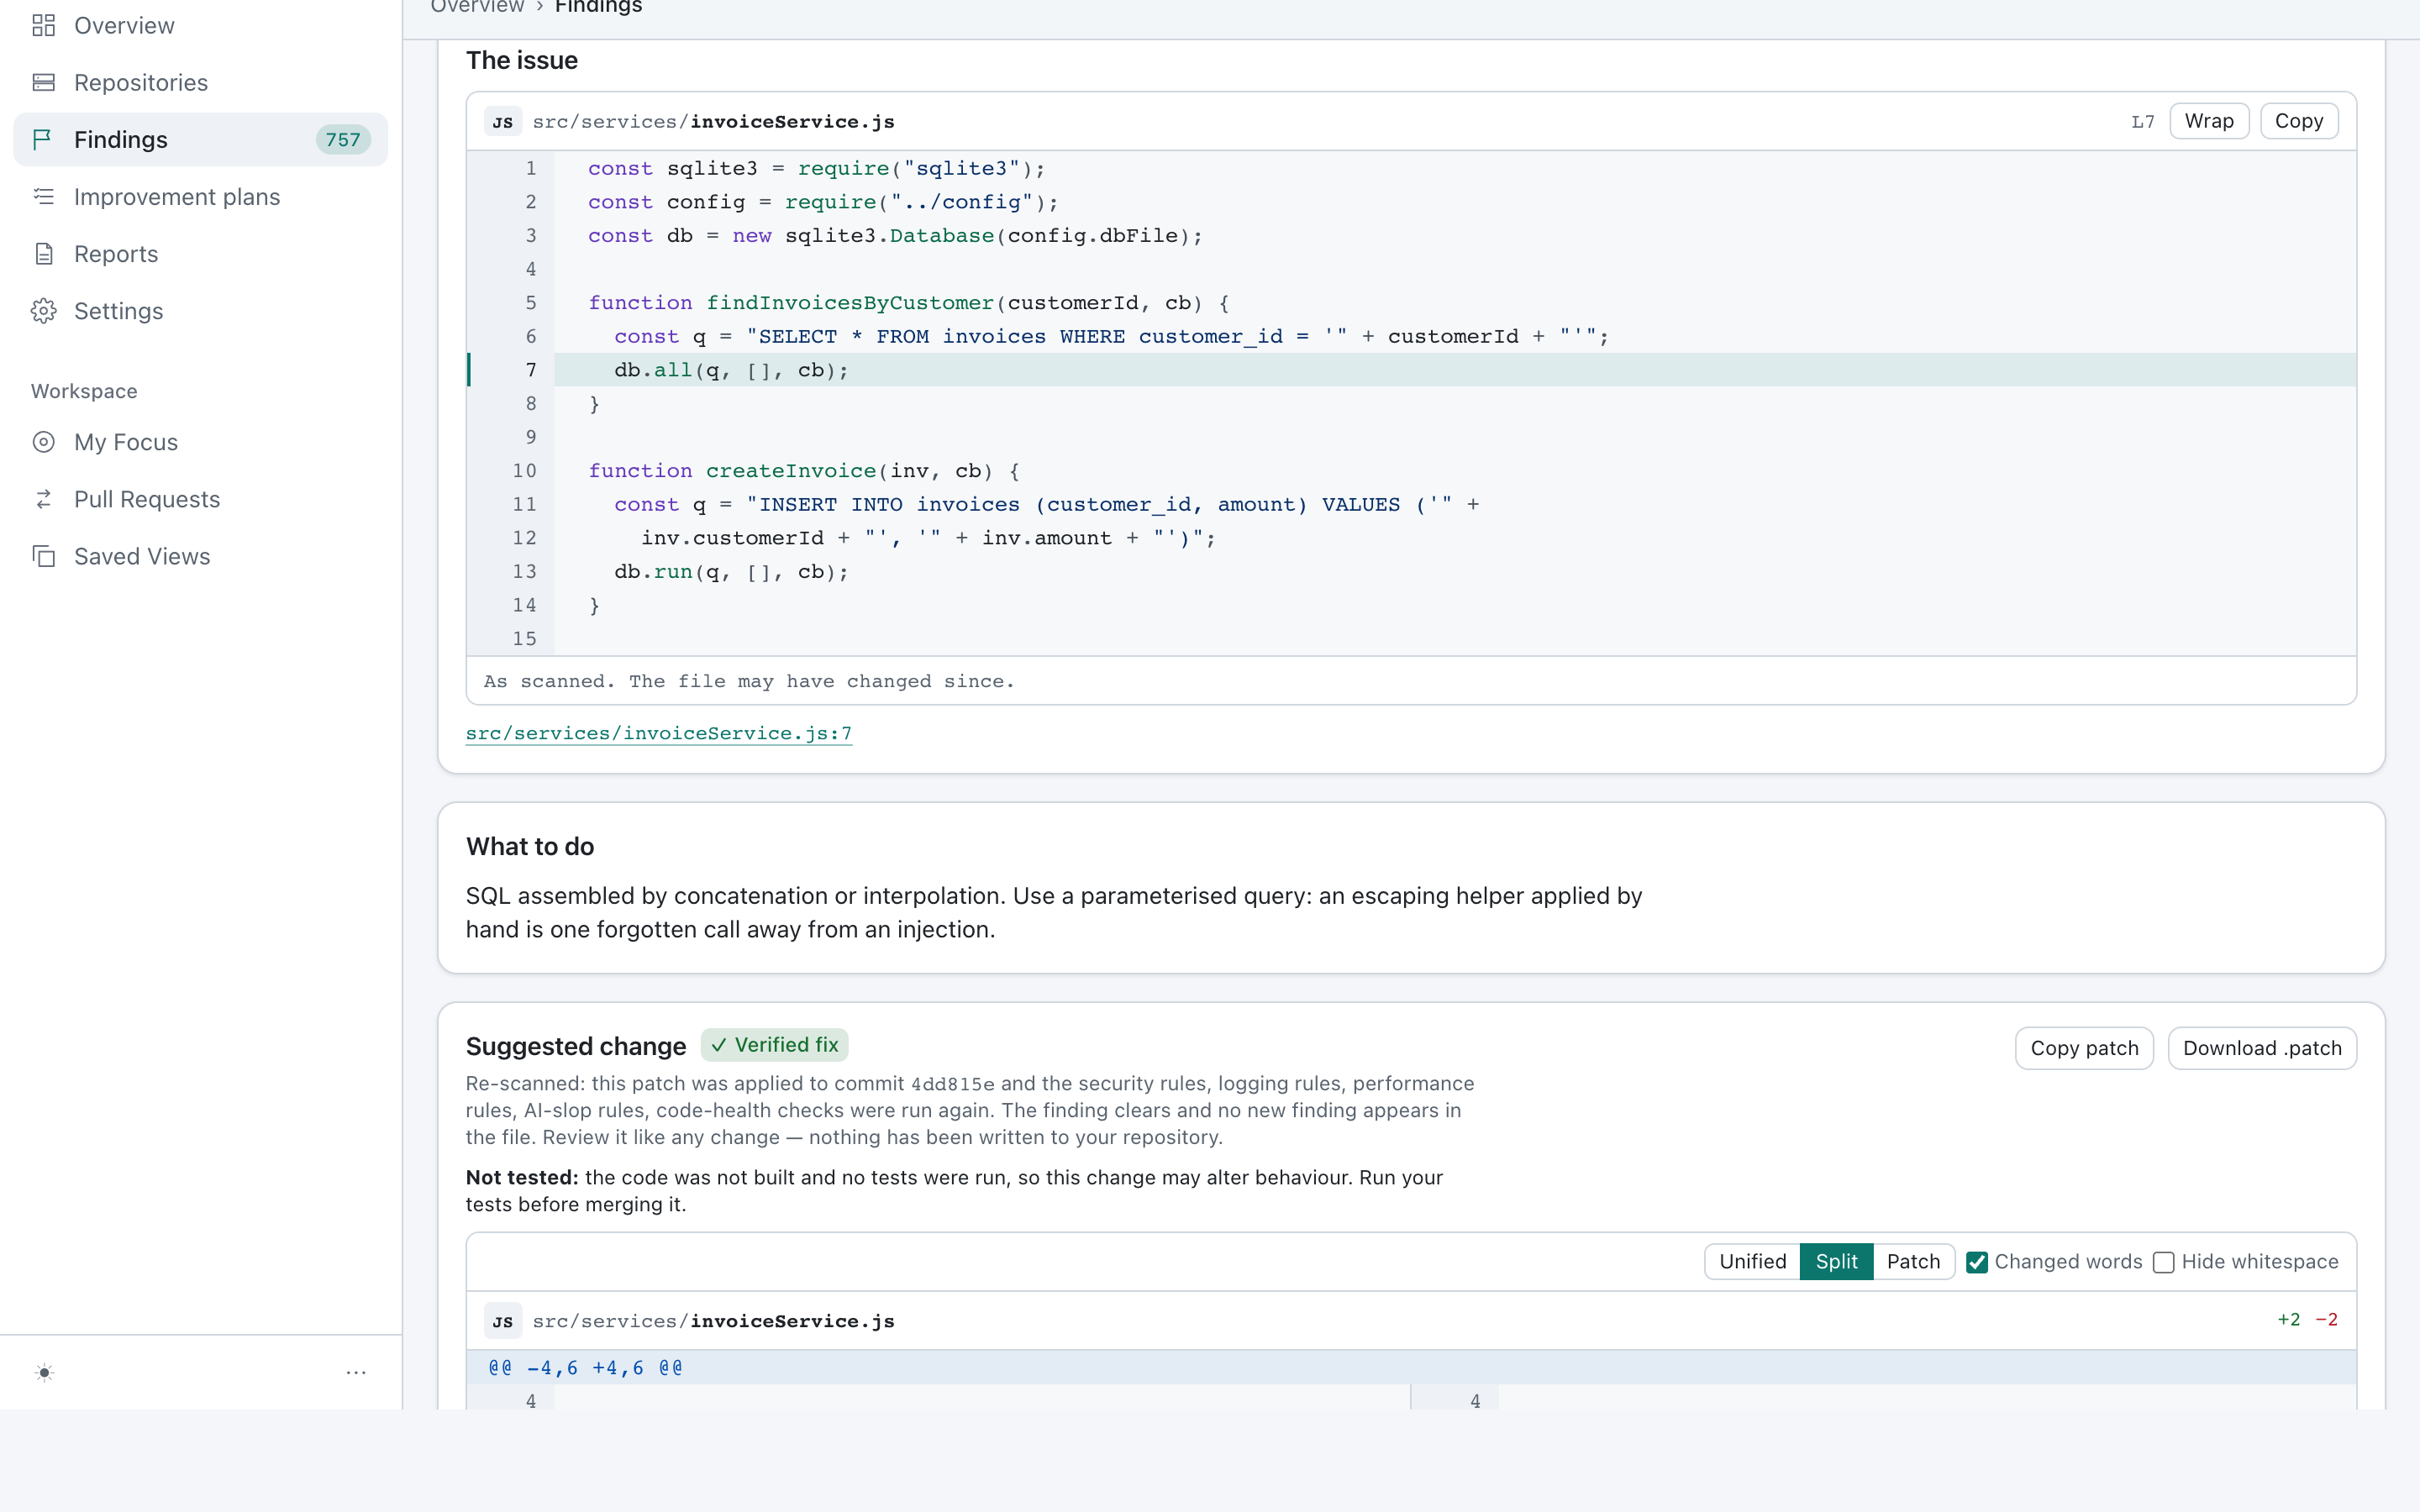 Overview
Repositories
Findings 757
Improvement plans
Reports
Settings
Workspace
My Focus
Pull Requests
Saved Views
Overview › Findings
The issue
JS src/services/invoiceService.js L7 Wrap Copy
1 const sqlite3 = require("sqlite3");
2 const config = require("../config");
3 const db = new sqlite3.Database(config.dbFile);
4
5 function findInvoicesByCustomer(customerId, cb) {
6 const q = "SELECT * FROM invoices WHERE customer_id = '" + customerId + "'";
7 db.all(q, [], cb);
8 }
9
10 function createInvoice(inv, cb) {
11 const q = "INSERT INTO invoices (customer_id, amount) VALUES ('" +
12 inv.customerId + "', '" + inv.amount + "')";
13 db.run(q, [], cb);
14 }
15
As scanned. The file may have changed since.
src/services/invoiceService.js:7
What to do
SQL assembled by concatenation or interpolation. Use a parameterised query: an escaping helper applied by
hand is one forgotten call away from an injection.
Suggested change ✓ Verified fix Copy patch Download .patch
Re-scanned: this patch was applied to commit 4dd815e and the security rules, logging rules, performance
rules, AI-slop rules, code-health checks were run again. The finding clears and no new finding appears in
the file. Review it like any change — nothing has been written to your repository.
Not tested: the code was not built and no tests were run, so this change may alter behaviour. Run your
tests before merging it.
Unified Split Patch Changed words Hide whitespace
JS src/services/invoiceService.js +2 −2
@@ −4,6 +4,6 @@
4 4